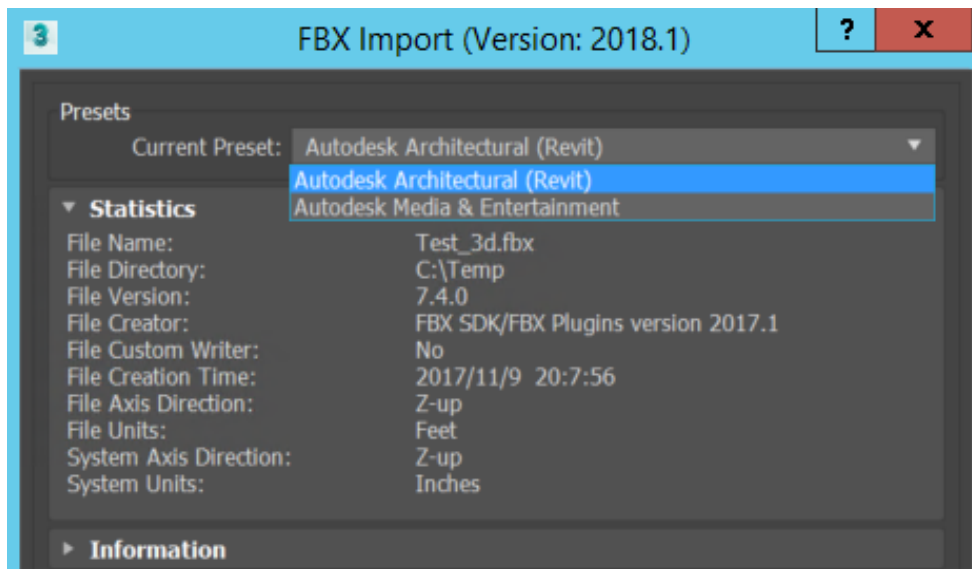 3 FBX Import (Version: 2018.1) ? X
Presets
Current Preset: Autodesk Architectural (Revit)
Autodesk Architectural (Revit)
Autodesk Media & Entertainment
Statistics
File Name: Test_3d.fbx
File Directory: C:\Temp
File Version: 7.4.0
File Creator: FBX SDK/FBX Plugins version 2017.1
File Custom Writer: No
File Creation Time: 2017/11/9 20:7:56
File Axis Direction: Z-up
File Units: Feet
System Axis Direction: Z-up
System Units: Inches
Information